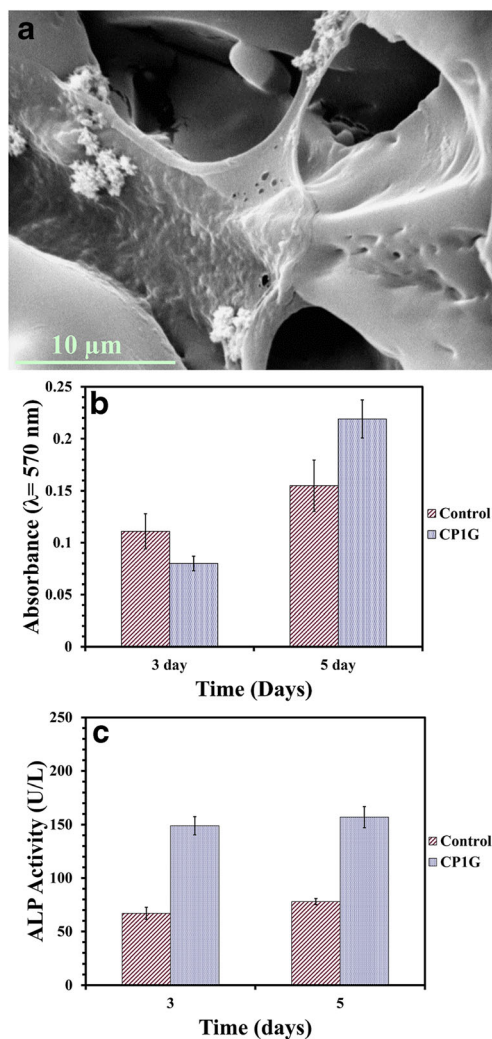 a
10 µm
b
0.25
0.2
0.15
0.1
0.05
0
Absorbance (λ= 570 nm)
3 day
5 day
Time (Days)
Control
CP1G
c
250
200
150
100
50
0
ALP Activity (U/L)
3
5
Time (days)
Control
CP1G